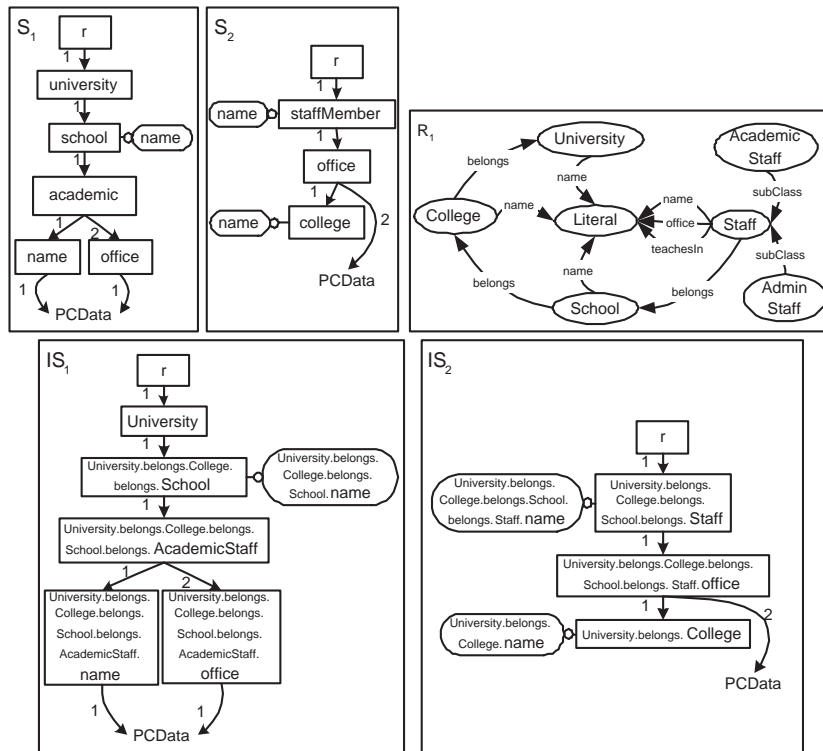 S1
r
1
university
1
school
name
1
academic
1
2
name
office
1
1
PCData
S2
r
1
name
staffMember
1
office
1
2
name
college
PCData
R1
University
Academic
Staff
belongs
name
subClass
College
name
Literal
name
office
teachesIn
Staff
subClass
name
belongs
belongs
School
Admin
Staff
IS1
r
1
University
1
University.belongs.College.
belongs. School
University.belongs.
College.belongs.
School. name
1
University.belongs.College.belongs.
School.belongs. AcademicStaff
1
2
University.belongs.
College.belongs.
School.belongs.
AcademicStaff.
name
University.belongs.
College.belongs.
School.belongs.
AcademicStaff.
office
1
1
PCData
IS2
r
1
University.belongs.
College.belongs.School.
belongs. Staff. name
University.belongs.
College.belongs.
School.belongs. Staff
1
University.belongs.College.belongs.
School.belongs. Staff. office
1
2
University.belongs.
College. name
University.belongs. College
PCData